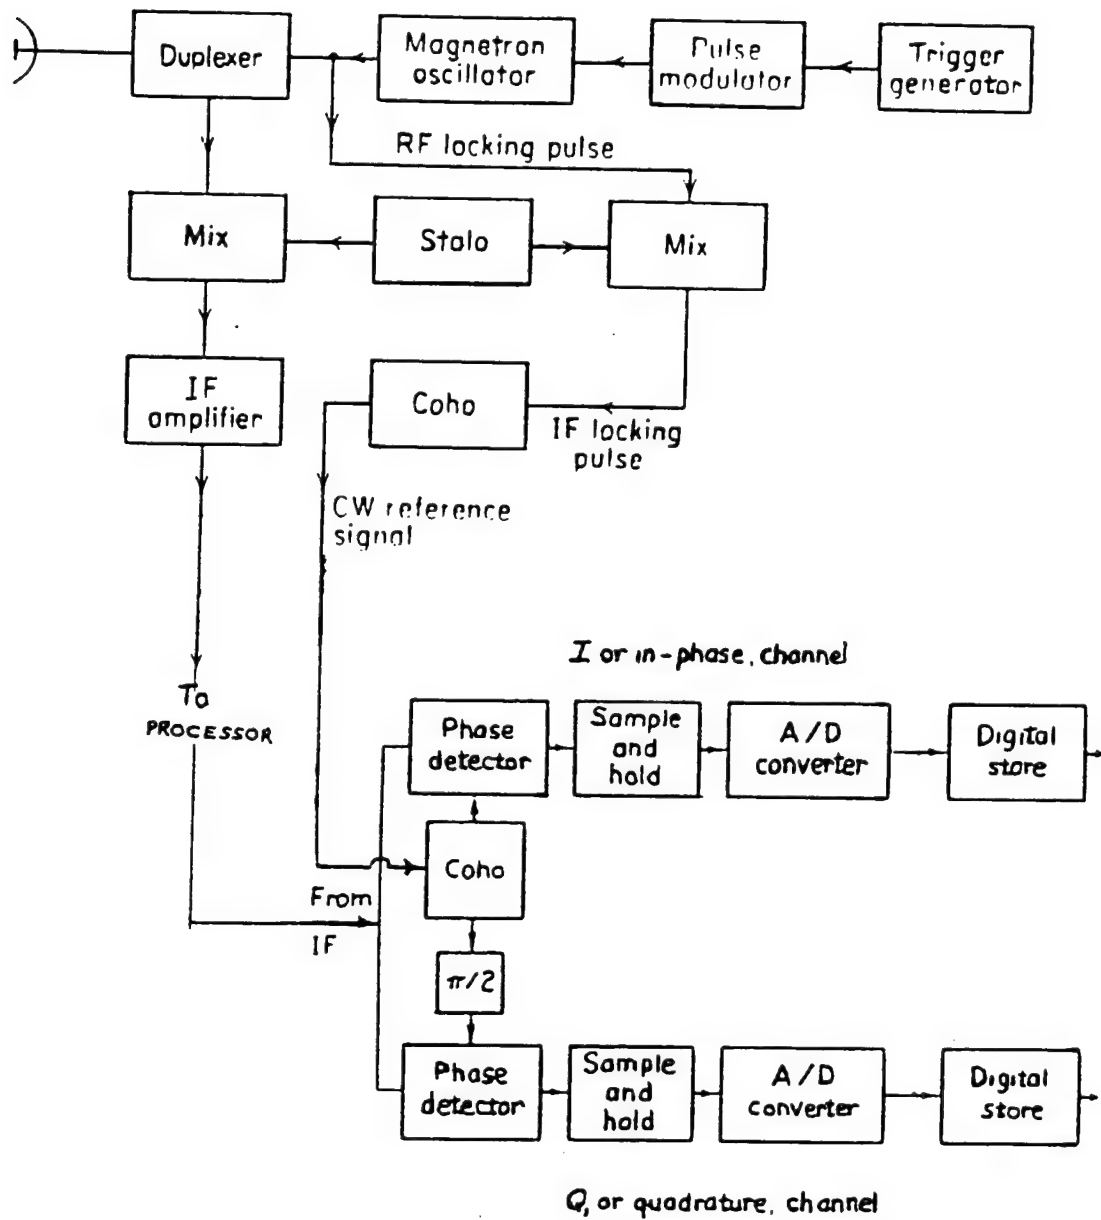 Duplexer
Magnetron
oscillator
Pulse
modulator
Trigger
generator
RF locking pulse
Mix
Stalo
Mix
IF
amplifier
Coho
IF locking
pulse
CW reference
signal
To
PROCESSOR
I or in-phase, channel
Phase
detector
Sample
and
hold
A/D
converter
Digital
store
Coho
From
IF
π/2
Phase
detector
Sample
and
hold
A/D
converter
Digital
store
Q, or quadrature, channel